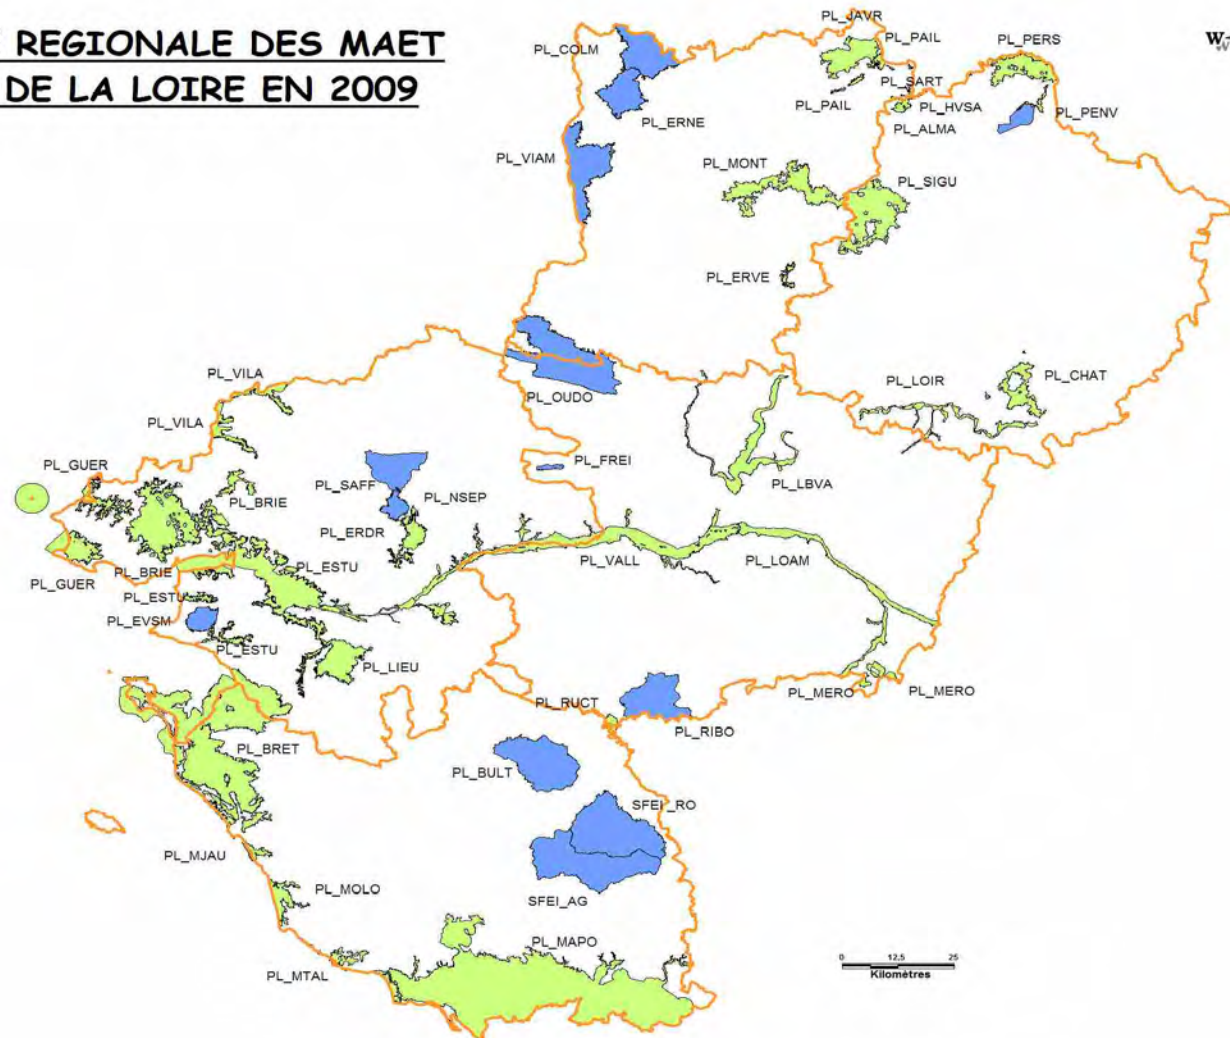 REGIONALE DES MAET
DE LA LOIRE EN 2009
W-
PL_JAVR
PL_PAIL
PL_COLM
PL_PERS
PL_SART
PL_PAIL
PL_HVSA
PL_PENV
PL_ERNE
PL_ALMA
PL_VIAM
PL_MONT
PL_SIGU
PL_ERVE
PL_VILA
PL_CHAT
PL_LOIR
PL_OUDO
PL_VILA
PL_FREI
PL_GUER
PL_SAFF
PL_LBVA
PL_NSEP
PL_BRIE
PL_ERDR
PL_VALL
PL_LOAM
PL_ESTU
PL_BRIE
PL_GUER
PL_ESTU
PL_EVSM
PL_ESTU
PL_LIEU
PL_MERO
PL_MERO
PL_RUCT
PL_RIBO
PL_BRET
PL_BULT
SFEI_RO
PL_MJAU
PL_MOLO
SFEI_AG
PL_MAPO
PL_MTAL
0 12,5 25
Kilomètres